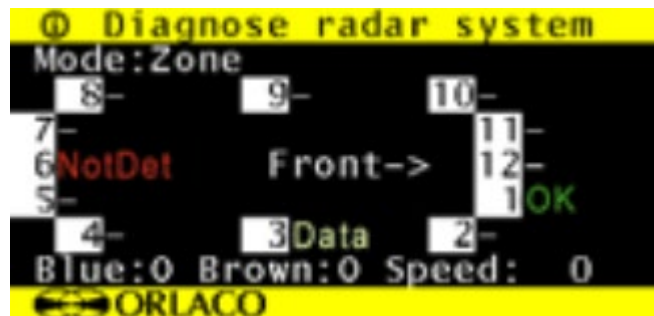 ① Diagnose radar system
Mode:Zone
8- 9- 10-
7- 11-
6NotDet Front-> 12-
5- 1OK
4- 3Data 2-
Blue:0 Brown:0 Speed: 0
ORLACO